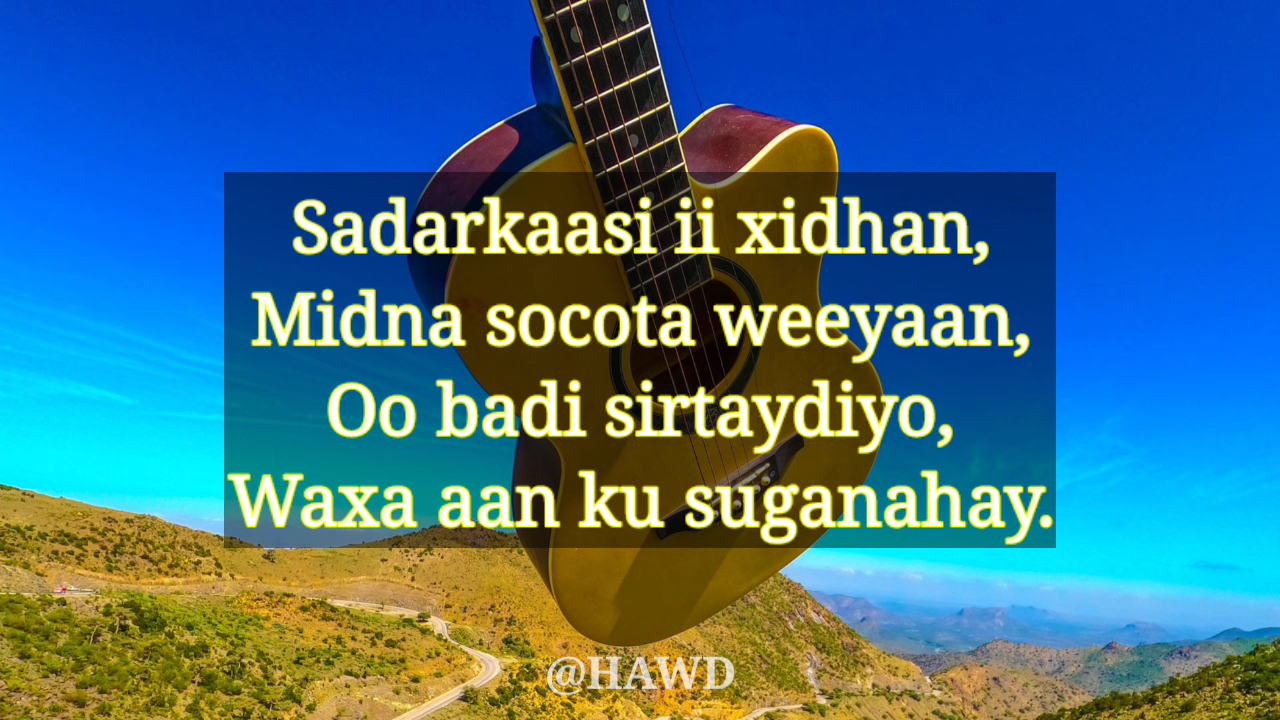 Sadarkaasi ii xidhan,
Midna socota weeyaan,
Oo badi sirtaydiyo,
Waxa aan ku suganahay.
@HAWD